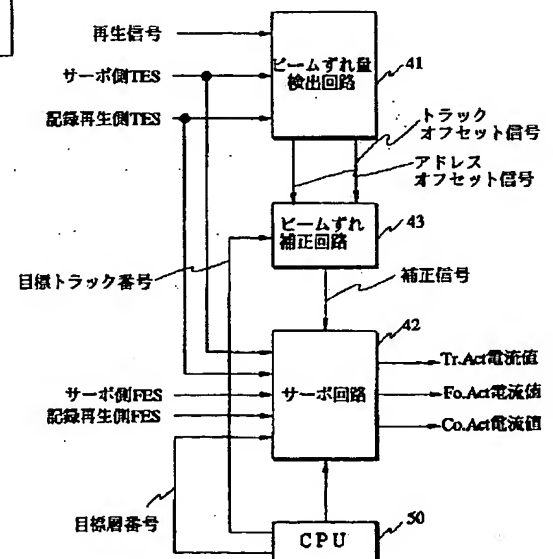 再生信号
サーボ側TES
記録再生側TES
ビームずれ量
検出回路
41
トラック
オフセット信号
アドレス
オフセット信号
ビームずれ
補正回路
43
目標トラック番号
補正信号
42
サーボ回路
Tr.Act電流値
サーボ側FES
Fo.Act電流値
記録再生側FES
Co.Act電流値
目標層番号
CPU
50